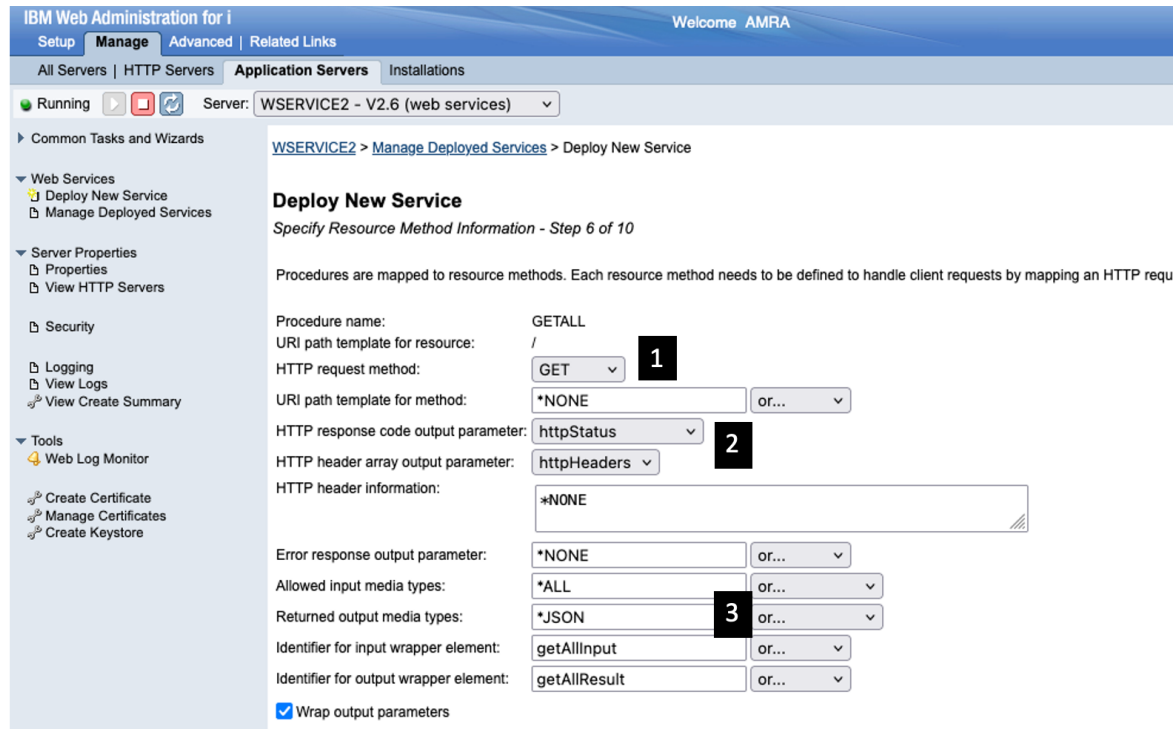 IBM Web Administration for i
Welcome AMRA
Setup Manage Advanced | Related Links
All Servers | HTTP Servers Application Servers Installations
Running Server: WSERVICE2 - V2.6 (web services)
Common Tasks and Wizards
Web Services
Deploy New Service
Manage Deployed Services
Server Properties
Properties
View HTTP Servers
Security
Logging
View Logs
View Create Summary
Tools
Web Log Monitor
Create Certificate
Manage Certificates
Create Keystore
WSERVICE2 > Manage Deployed Services > Deploy New Service
Deploy New Service
Specify Resource Method Information - Step 6 of 10
Procedures are mapped to resource methods. Each resource method needs to be defined to handle client requests by mapping an HTTP requ
Procedure name: GETALL
URI path template for resource: /
HTTP request method: GET 1
URI path template for method: *NONE or...
HTTP response code output parameter: httpStatus
2
HTTP header array output parameter: httpHeaders
HTTP header information: *NONE
Error response output parameter: *NONE or...
Allowed input media types: *ALL or...
Returned output media types: *JSON 3 or...
Identifier for input wrapper element: getAllInput or...
Identifier for output wrapper element: getAllResult or...
Wrap output parameters